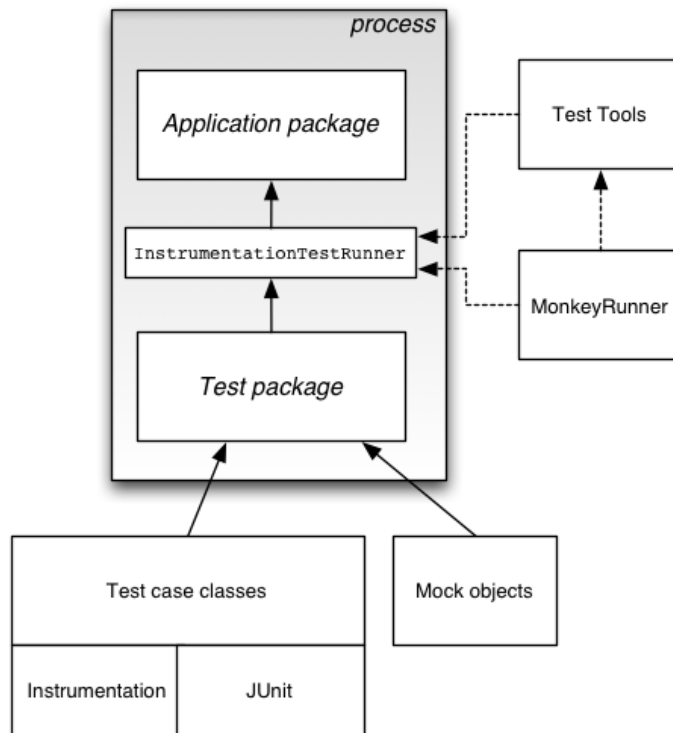 process
Application package
Test Tools
InstrumentationTestRunner
MonkeyRunner
Test package
Test case classes
Mock objects
Instrumentation
JUnit